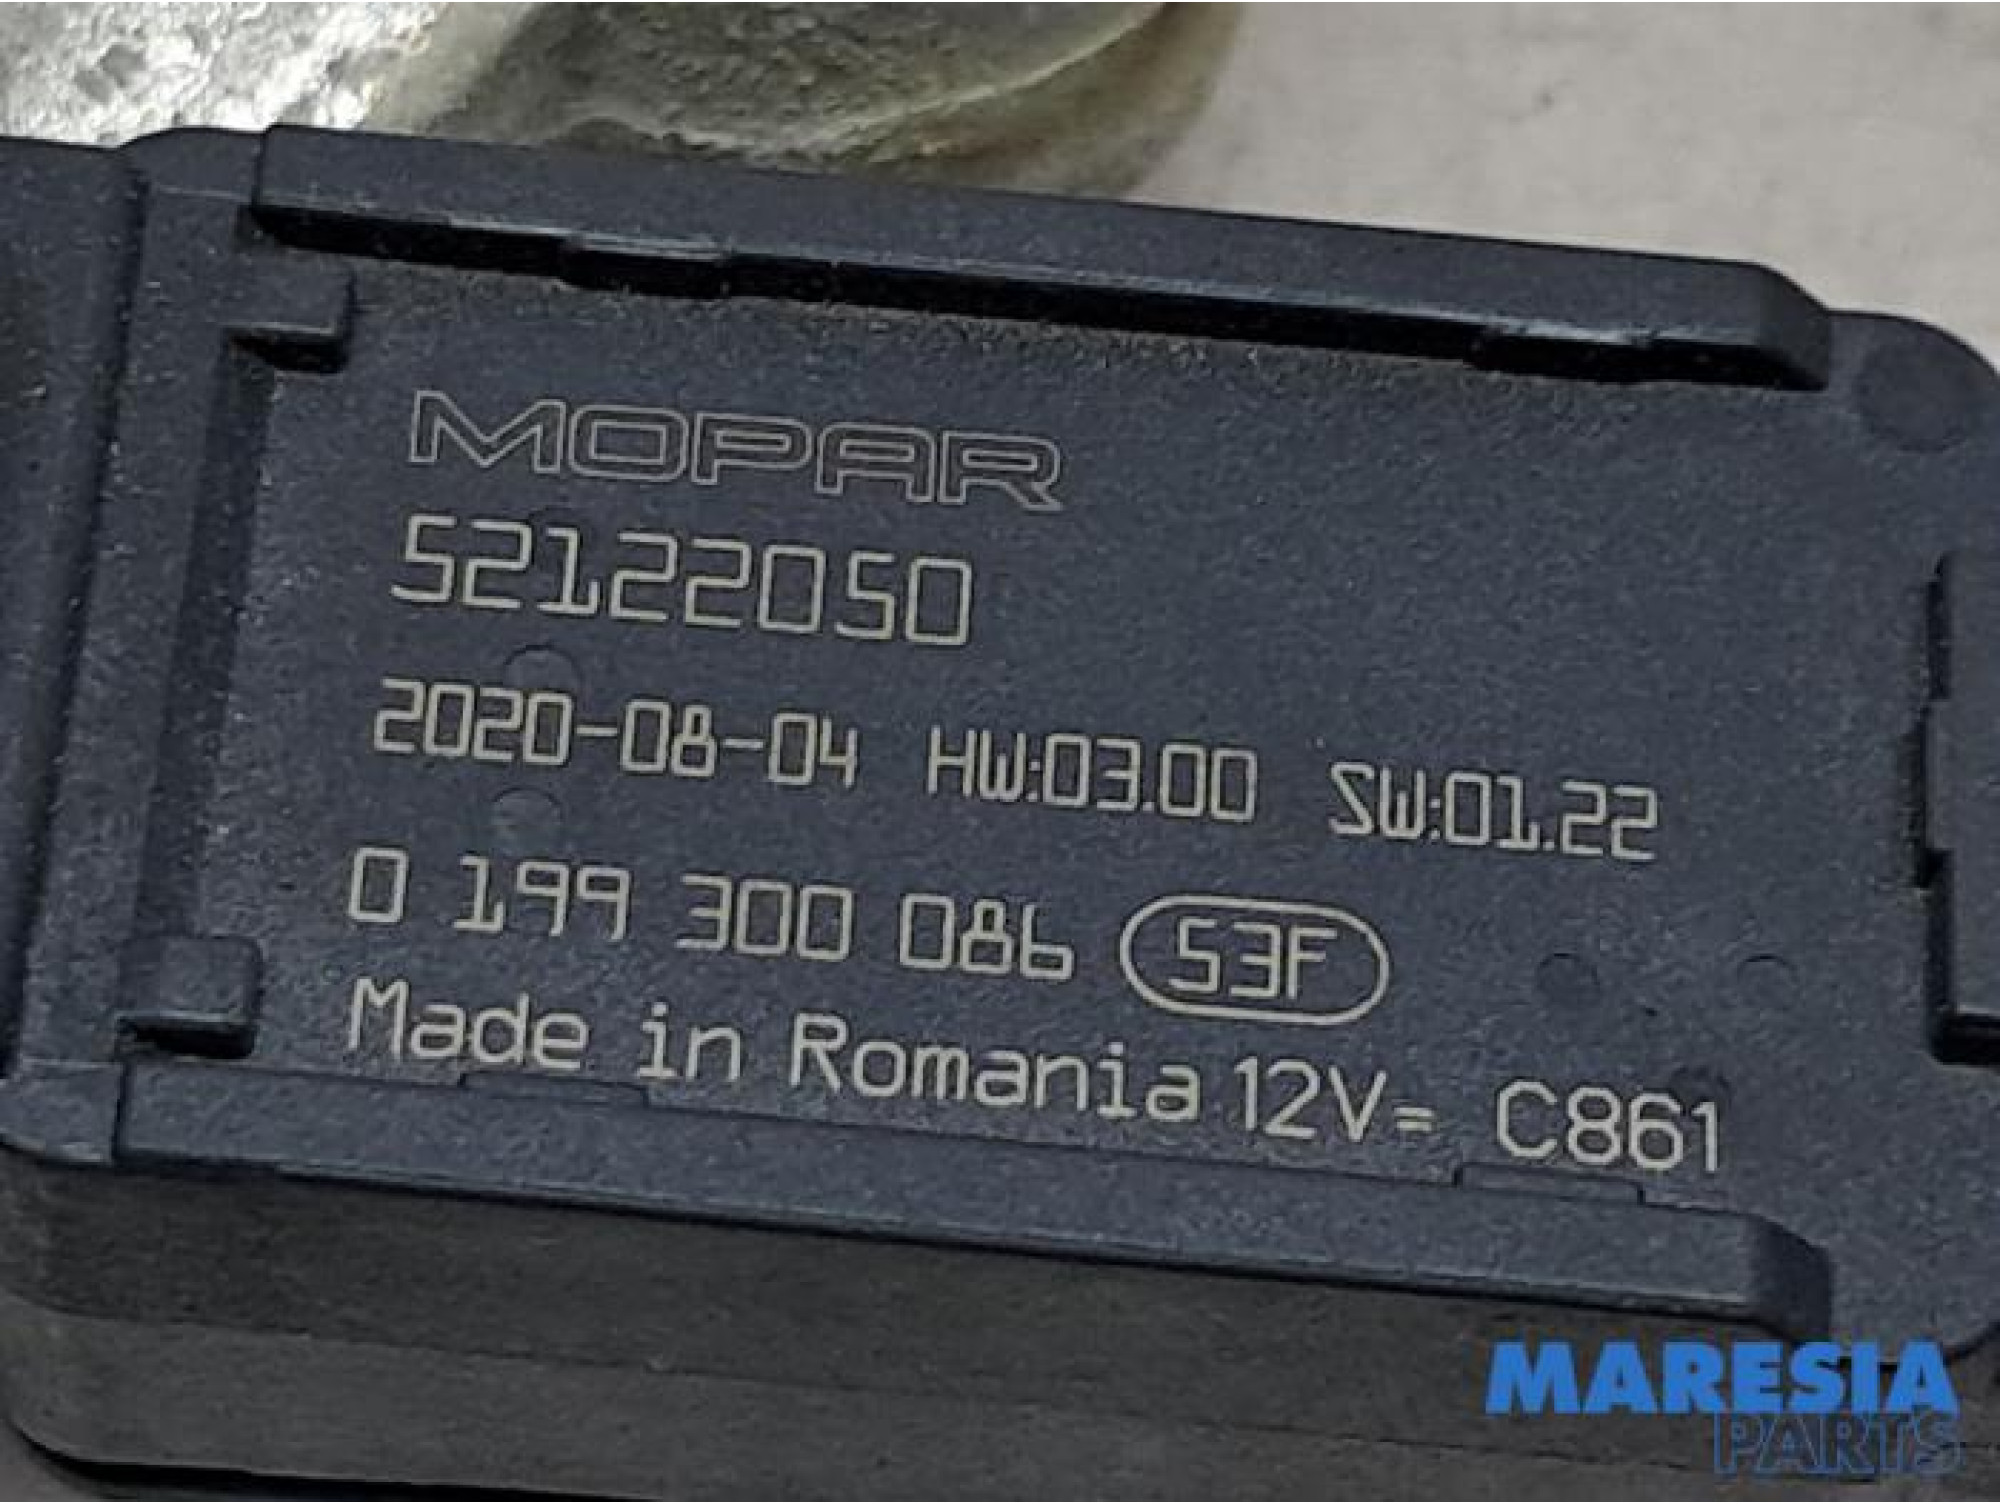 MOPAR
52122050
2020-08-04 HW:03.00 SW:01.22
0 199 300 086 53F
Made in Romania 12V= C861
MARESIA
PARTS